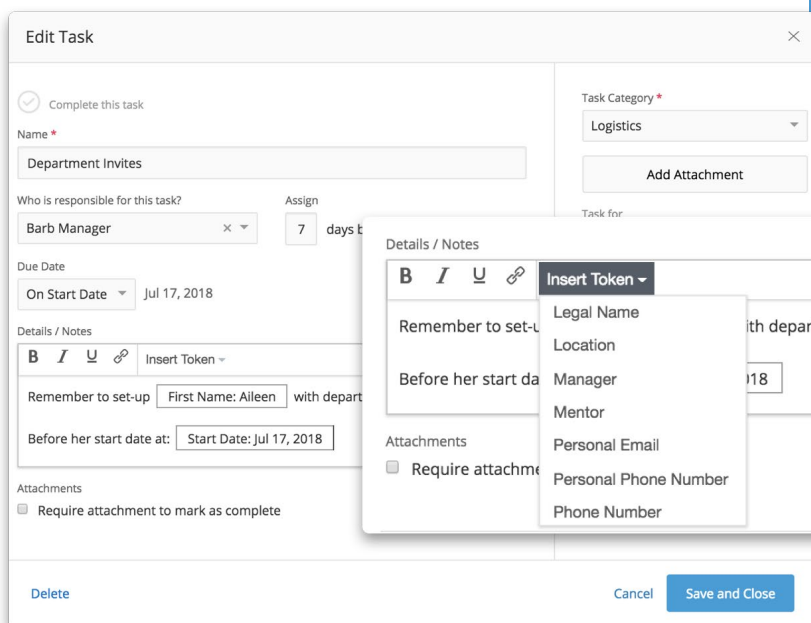 Edit Task
Complete this task
Name *
Department Invites
Who is responsible for this task?
Assign
Barb Manager
7 days b
Due Date
On Start Date Jul 17, 2018
Details / Notes
B I U Insert Token
Remember to set-up First Name: Aileen with depart
Before her start date at: Start Date: Jul 17, 2018
Attachments
Require attachment to mark as complete
Task Category *
Logistics
Add Attachment
Task for
Details / Notes
B I U Insert Token
Remember to set-u ith depar
Before her start da 018
Attachments
Require attachme
Legal Name
Location
Manager
Mentor
Personal Email
Personal Phone Number
Phone Number
Delete
Cancel
Save and Close